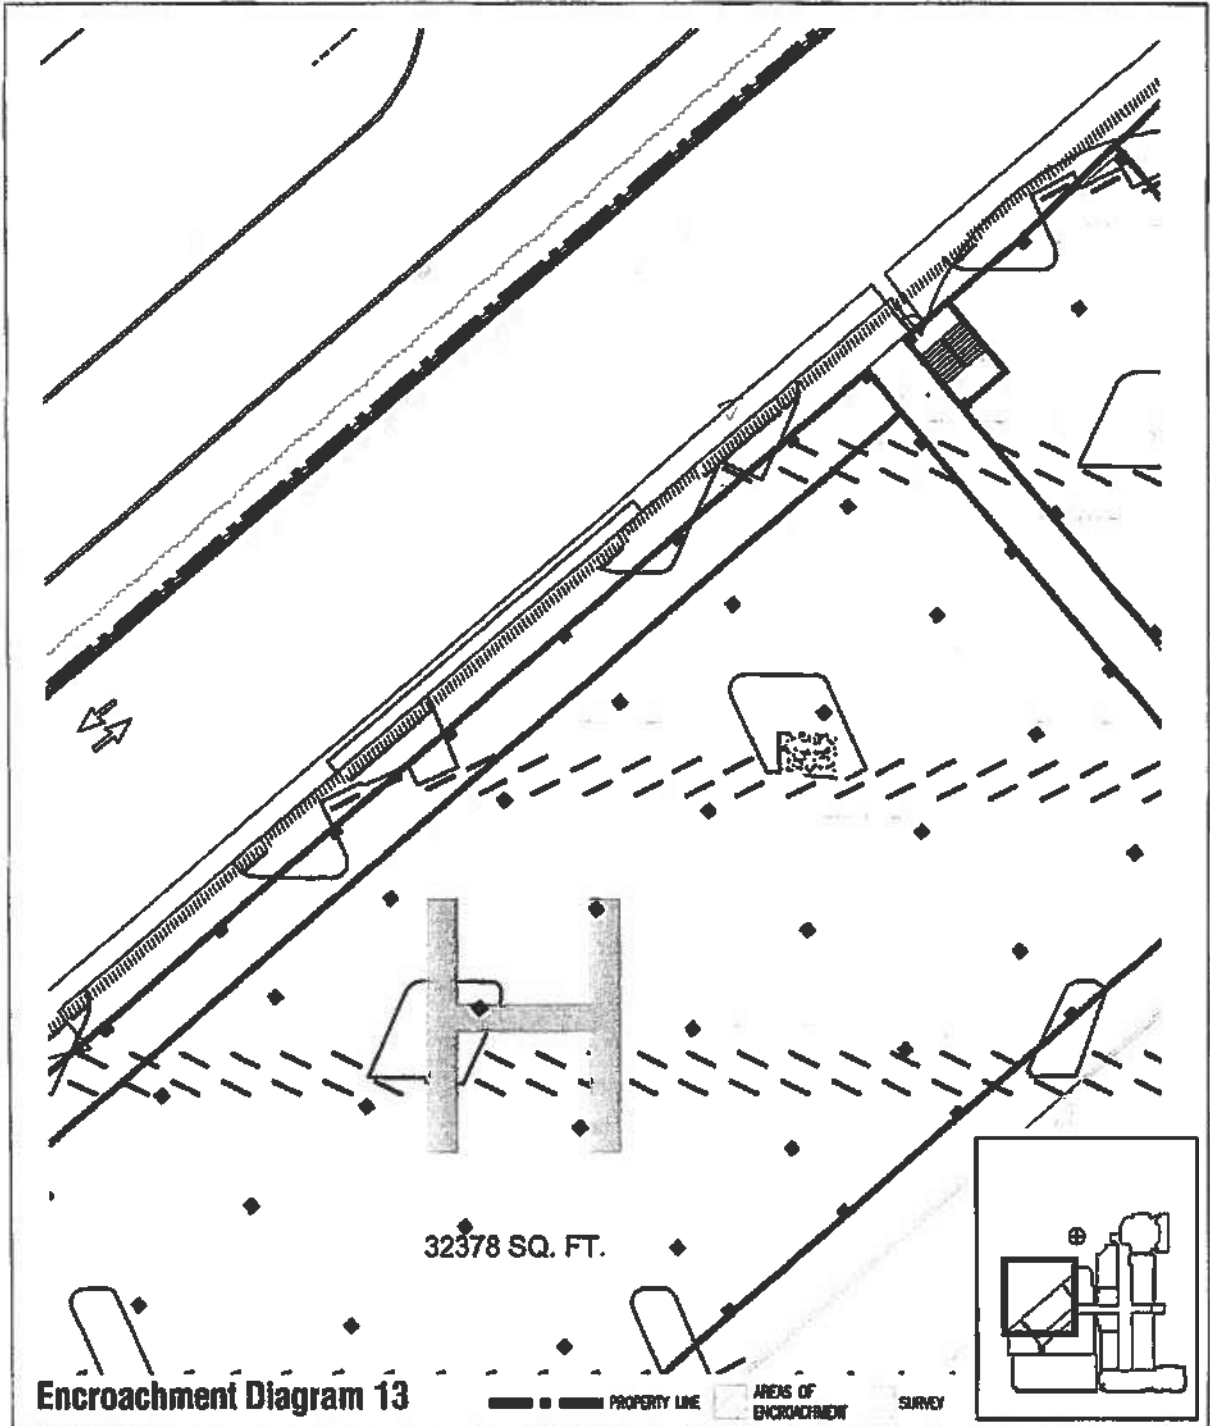 H
32378 SQ. FT.
Encroachment Diagram 13
PROPERTY LINE
AREAS OF
ENCROACHMENT
SURVEY